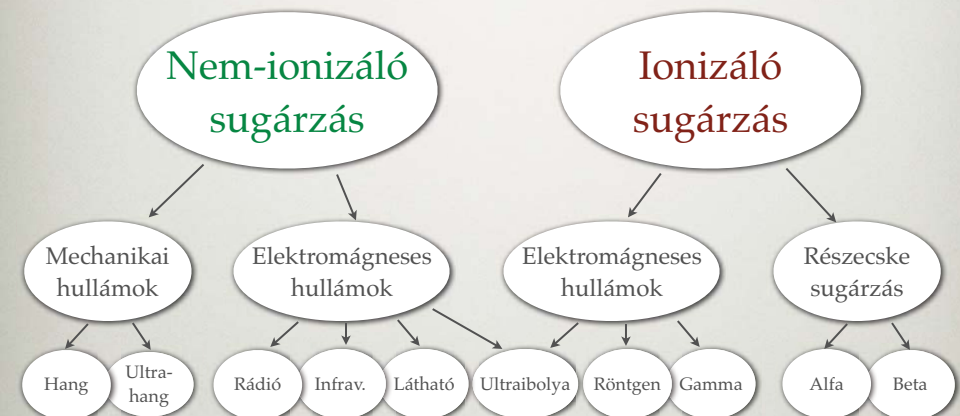 Nem-ionizáló
sugárzás
Ionizáló
sugárzás
Mechanikai
hullámok
Elektromágneses
hullámok
Elektromágneses
hullámok
Részecske
sugárzás
Hang
Ultra-
hang
Rádió
Infrav.
Látható
Ultraibolya
Röntgen
Gamma
Alfa
Beta